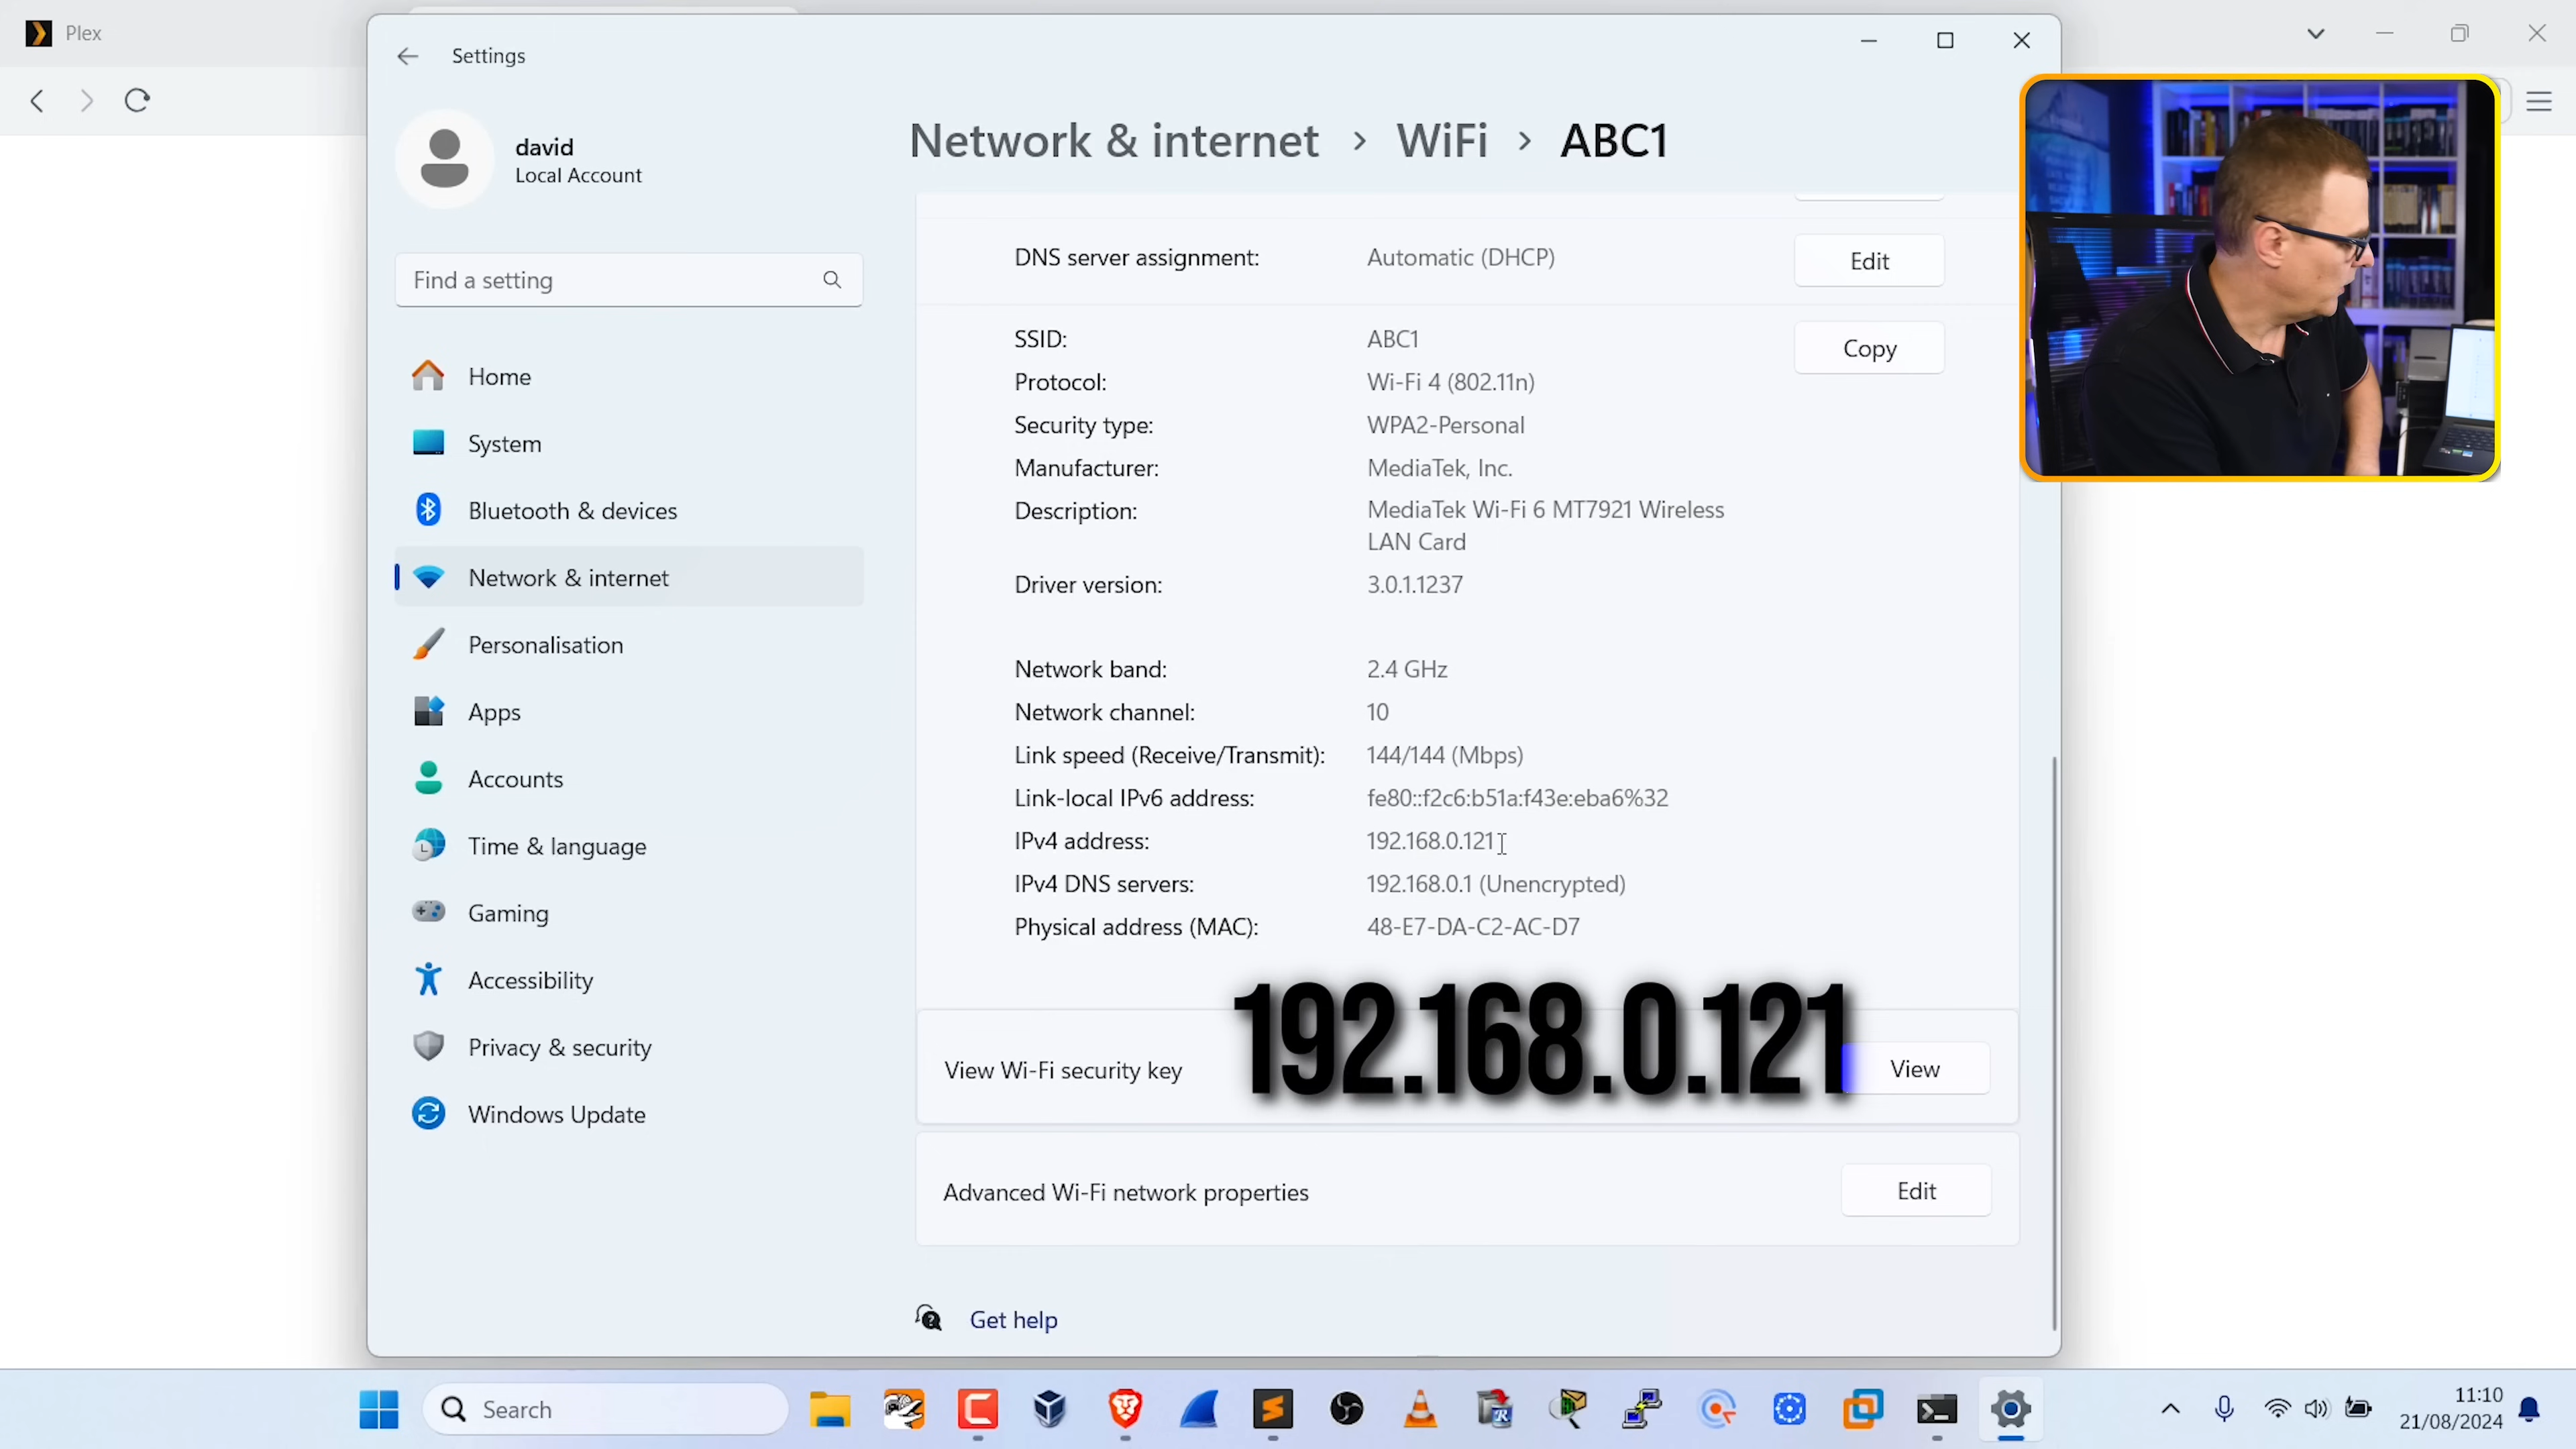 Plex
Settings
david
Local Account
Find a setting
Home
System
Bluetooth & devices
Network & internet
Personalisation
Apps
Accounts
Time & language
Gaming
Accessibility
Privacy & security
Windows Update
Network & internet › WiFi › ABC1
DNS server assignment: Automatic (DHCP) Edit
SSID: ABC1 Copy
Protocol: Wi-Fi 4 (802.11n)
Security type: WPA2-Personal
Manufacturer: MediaTek, Inc.
Description: MediaTek Wi-Fi 6 MT7921 Wireless
LAN Card
Driver version: 3.0.1.1237
Network band: 2.4 GHz
Network channel: 10
Link speed (Receive/Transmit): 144/144 (Mbps)
Link-local IPv6 address: fe80::f2c6:b51a:f43e:eba6%32
IPv4 address: 192.168.0.121
IPv4 DNS servers: 192.168.0.1 (Unencrypted)
Physical address (MAC): 48-E7-DA-C2-AC-D7
192.168.0.121
View Wi-Fi security key View
Advanced Wi-Fi network properties Edit
Get help
Search
11:10
21/08/2024